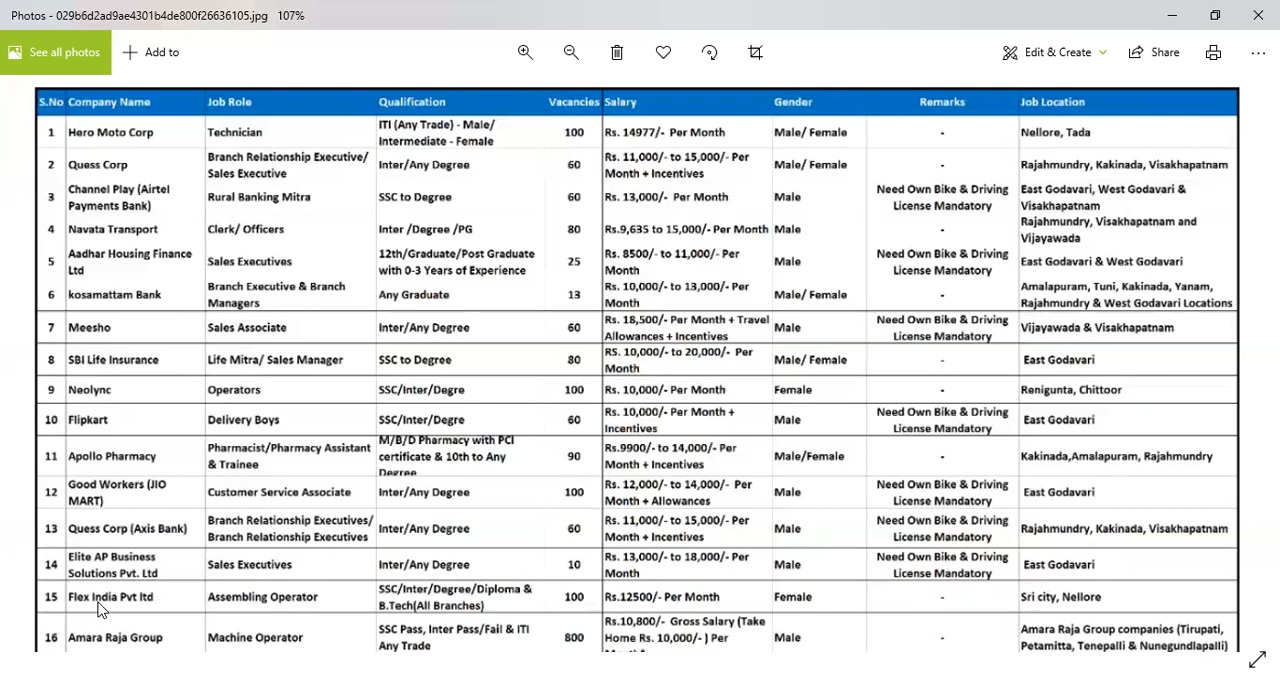 Photos - 029b6d2ad9ae4301b4de800f26636105.jpg 107%
See all photos Add to Edit & Create Share
S.No Company Name Job Role Qualification Vacancies Salary Gender Remarks Job Location
1 Hero Moto Corp Technician ITI (Any Trade) - Male/ Intermediate - Female 100 Rs. 14977/- Per Month Male/ Female - Nellore, Tada
2 Quess Corp Branch Relationship Executive/ Sales Executive Inter/Any Degree 60 Rs. 11,000/- to 15,000/- Per Month + Incentives Male/ Female - Rajahmundry, Kakinada, Visakhapatnam
3 Channel Play (Airtel Payments Bank) Rural Banking Mitra SSC to Degree 60 Rs. 13,000/- Per Month Male Need Own Bike & Driving License Mandatory East Godavari, West Godavari & Visakhapatnam
4 Navata Transport Clerk/ Officers Inter /Degree /PG 80 Rs.9,635 to 15,000/- Per Month Male - Rajahmundry, Visakhapatnam and Vijayawada
5 Aadhar Housing Finance Ltd Sales Executives 12th/Graduate/Post Graduate with 0-3 Years of Experience 25 Rs. 8500/- to 11,000/- Per Month Male Need Own Bike & Driving License Mandatory East Godavari & West Godavari
6 kosamattam Bank Branch Executive & Branch Managers Any Graduate 13 Rs. 10,000/- to 13,000/- Per Month Male/ Female - Amalapuram, Tuni, Kakinada, Yanam, Rajahmundry & West Godavari Locations
7 Meesho Sales Associate Inter/Any Degree 60 Rs. 18,500/- Per Month + Travel Allowances + Incentives Male Need Own Bike & Driving License Mandatory Vijayawada & Visakhapatnam
8 SBI Life Insurance Life Mitra/ Sales Manager SSC to Degree 80 RS. 10,000/- to 20,000/- Per Month Male/ Female - East Godavari
9 Neolync Operators SSC/Inter/Degre 100 Rs. 10,000/- Per Month Female - Renigunta, Chittoor
10 Flipkart Delivery Boys SSC/Inter/Degre 60 Rs. 10,000/- Per Month + Incentives Male Need Own Bike & Driving License Mandatory East Godavari
11 Apollo Pharmacy Pharmacist/Pharmacy Assistant & Trainee M/B/D Pharmacy with PCI certificate & 10th to Any Degree 90 Rs.9900/- to 14,000/- Per Month + Incentives Male/Female - Kakinada,Amalapuram, Rajahmundry
12 Good Workers (JIO MART) Customer Service Associate Inter/Any Degree 100 Rs. 12,000/- to 14,000/- Per Month + Allowances Male Need Own Bike & Driving License Mandatory East Godavari
13 Quess Corp (Axis Bank) Branch Relationship Executives/ Branch Relationship Executives Inter/Any Degree 60 Rs. 11,000/- to 15,000/- Per Month + Incentives Male Need Own Bike & Driving License Mandatory Rajahmundry, Kakinada, Visakhapatnam
14 Elite AP Business Solutions Pvt. Ltd Sales Executives Inter/Any Degree 10 Rs. 13,000/- to 18,000/- Per Month Male Need Own Bike & Driving License Mandatory East Godavari
15 Flex India Pvt ltd Assembling Operator SSC/Inter/Degree/Diploma & B.Tech(All Branches) 100 Rs.12500/- Per Month Female - Sri city, Nellore
16 Amara Raja Group Machine Operator SSC Pass, Inter Pass/Fail & ITI Any Trade 800 Rs.10,800/- Gross Salary (Take Home Rs. 10,000/- ) Per Male - Amara Raja Group companies (Tirupati, Petamitta, Tenepalli & Nunegundlapalli)